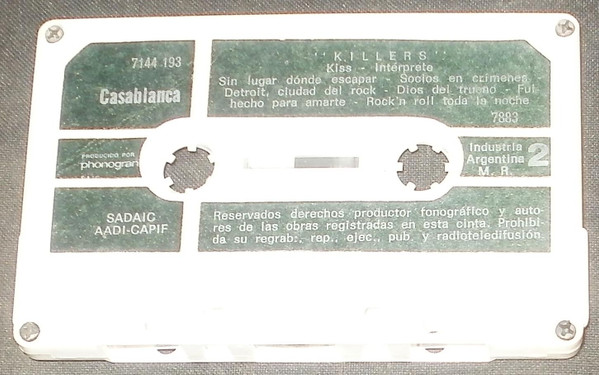 7144 193
Casablanca
"KILLERS"
Kiss - Intérprete
Sin lugar dónde escapar - Socios en crímenes
Detroit, ciudad del rock - Dios del trueno - Fui
hecho para amarte - Rock'n roll toda la noche
7883
PRODUCIDO POR
phonogram
Industria
Argentina
M. R.
2
SADAIC
AADI-CAPIF
Reservados derechos productor fonográfico y auto-
res de las obras registradas en esta cinta. Prohibi-
da su regrab:, rep., ejec., pub. y radioteledifusión.